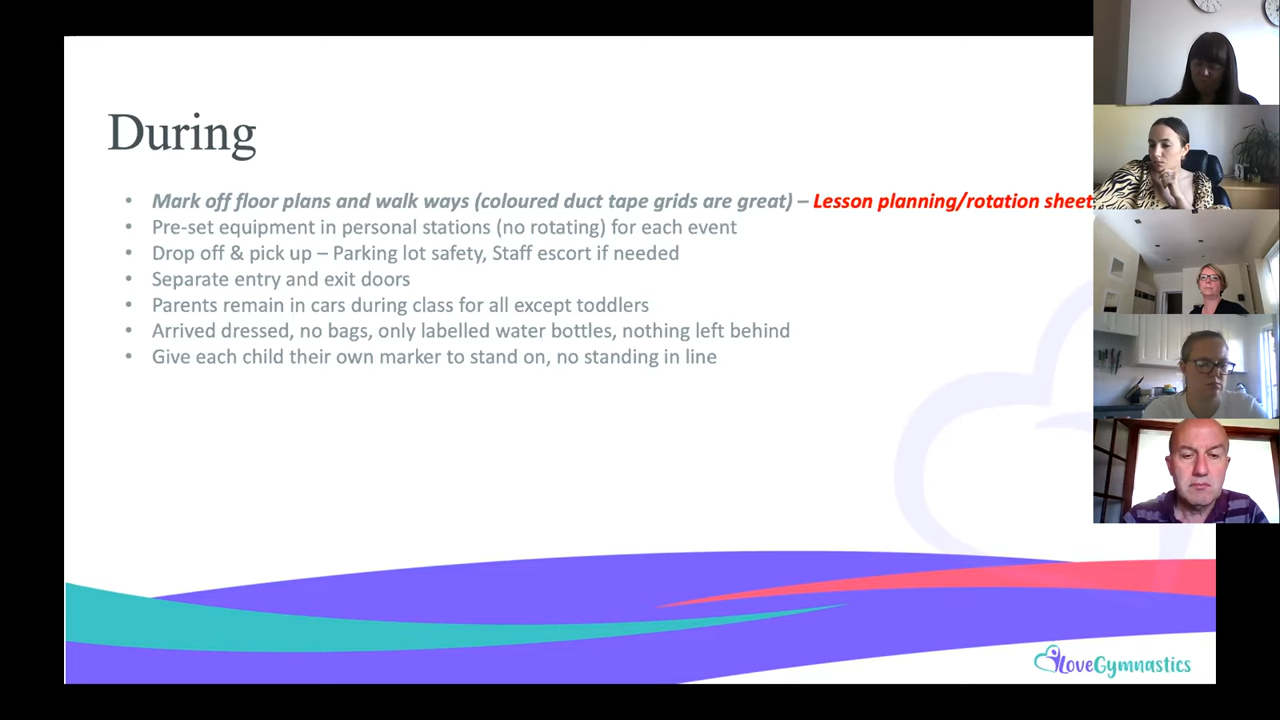 During
• Mark off floor plans and walk ways (coloured duct tape grids are great) – Lesson planning/rotation sheet
• Pre-set equipment in personal stations (no rotating) for each event
• Drop off & pick up – Parking lot safety, Staff escort if needed
• Separate entry and exit doors
• Parents remain in cars during class for all except toddlers
• Arrived dressed, no bags, only labelled water bottles, nothing left behind
• Give each child their own marker to stand on, no standing in line
iLoveGymnastics